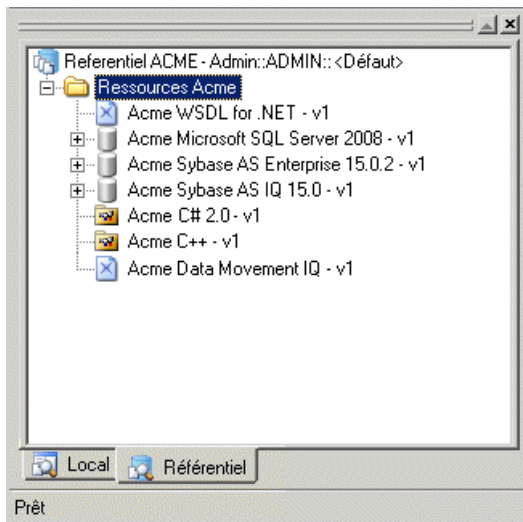 Referentiel ACME - Admin::ADMIN:: <Défaut>
Ressources Acme
Acme WSDL for .NET - v1
Acme Microsoft SQL Server 2008 - v1
Acme Sybase AS Enterprise 15.0.2 - v1
Acme Sybase AS IQ 15.0 - v1
Acme C# 2.0 - v1
Acme C++ - v1
Acme Data Movement IQ - v1
Local Référentiel
Prêt